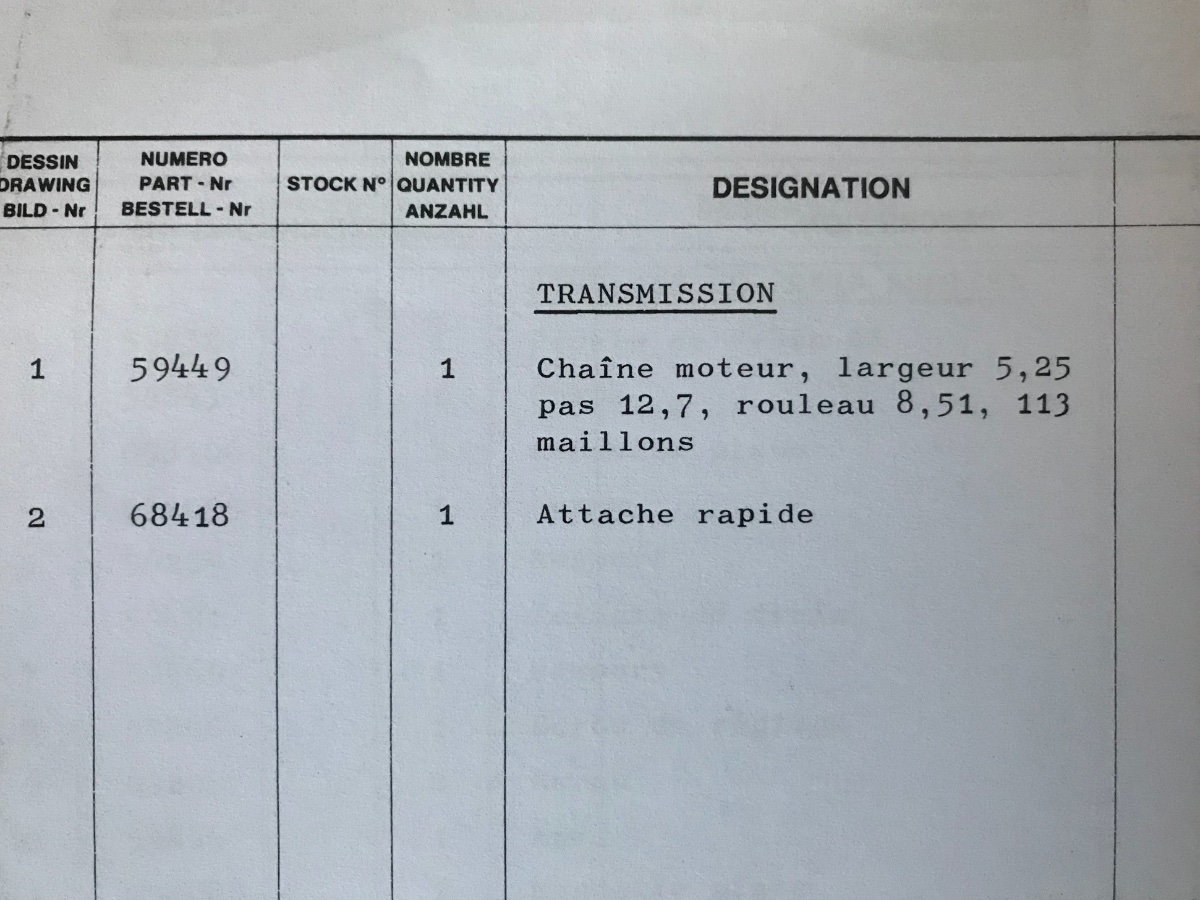 DESSIN NUMERO NOMBRE
DRAWING PART - Nr STOCK N° QUANTITY DESIGNATION
BILD - Nr BESTELL - Nr ANZAHL
TRANSMISSION
1 59449 1 Chaîne moteur, largeur 5,25
pas 12,7, rouleau 8,51, 113
maillons
2 68418 1 Attache rapide